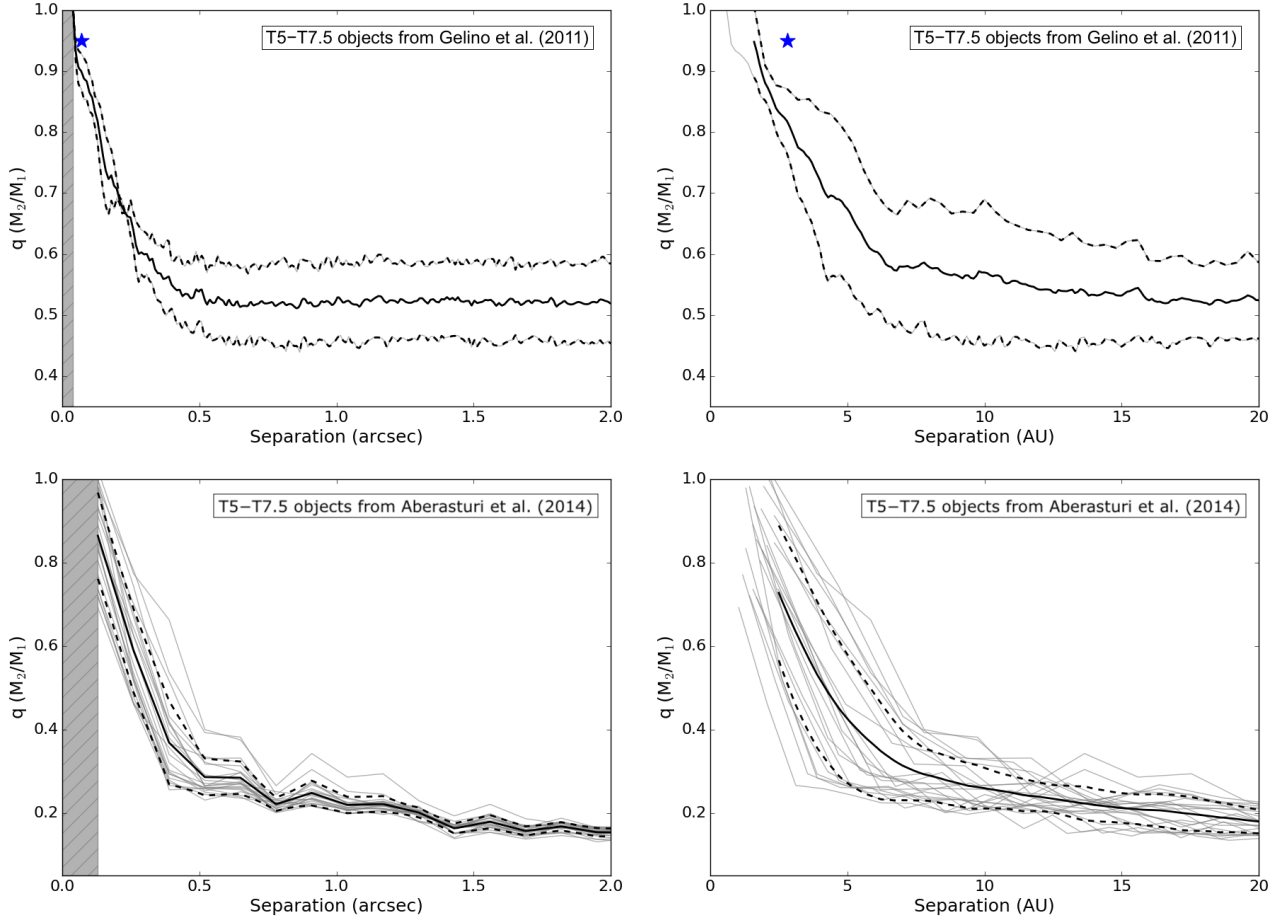 T5−T7.5 objects from Gelino et al. (2011)
q (M2/M1)
1.0
0.9
0.8
0.7
0.6
0.5
0.4
0.0 0.5 1.0 1.5 2.0
Separation (arcsec)
T5−T7.5 objects from Gelino et al. (2011)
q (M2/M1)
1.0
0.9
0.8
0.7
0.6
0.5
0.4
0 5 10 15 20
Separation (AU)
T5−T7.5 objects from Aberasturi et al. (2014)
q (M2/M1)
1.0
0.8
0.6
0.4
0.2
0.0 0.5 1.0 1.5 2.0
Separation (arcsec)
T5−T7.5 objects from Aberasturi et al. (2014)
q (M2/M1)
1.0
0.8
0.6
0.4
0.2
0 5 10 15 20
Separation (AU)